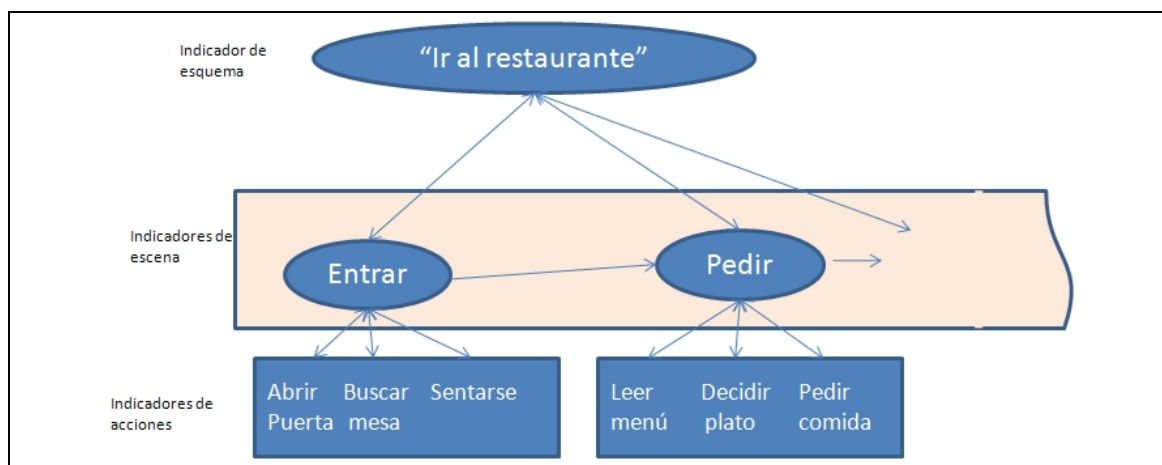 Indicador de
esquema
“Ir al restaurante”
Indicadores de
escena
Entrar
Pedir
Indicadores de
acciones
Abrir Buscar Sentarse
Puerta mesa
Leer Decidir Pedir
menú plato comida